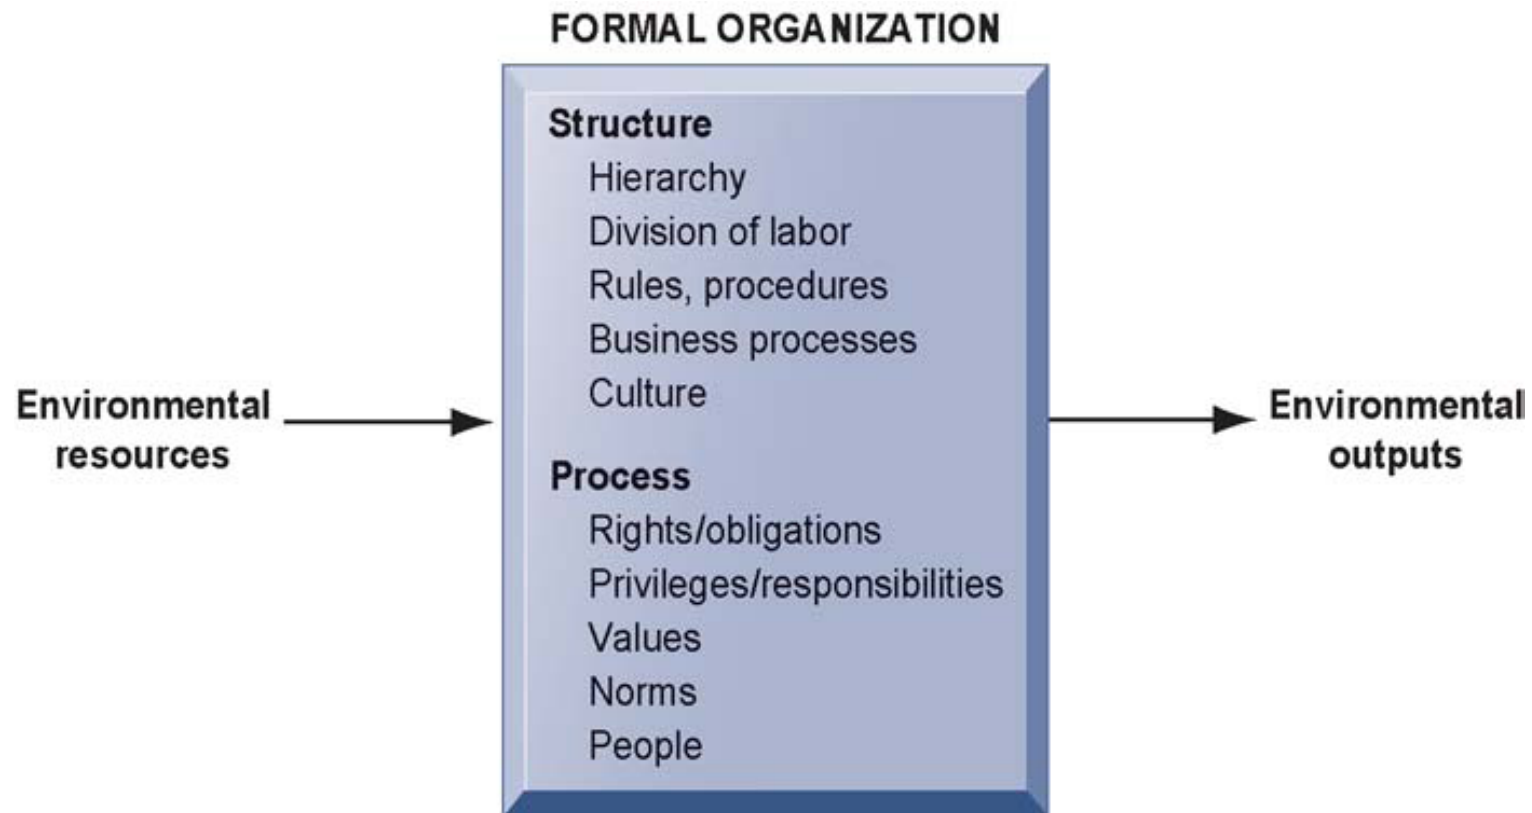 FORMAL ORGANIZATION
Structure
Hierarchy
Division of labor
Rules, procedures
Business processes
Culture
Environmental
resources
Environmental
outputs
Process
Rights/obligations
Privileges/responsibilities
Values
Norms
People